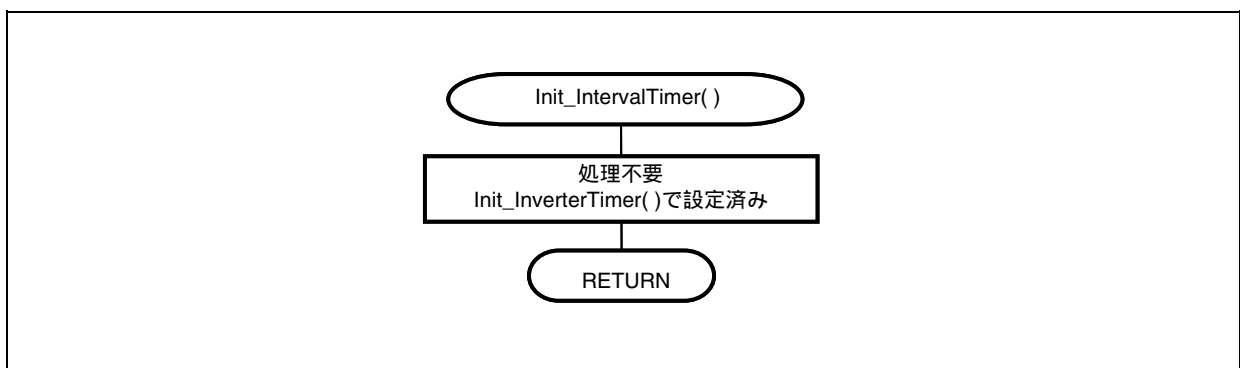 Init_IntervalTimer( )
処理不要
Init_InverterTimer( )で設定済み
RETURN